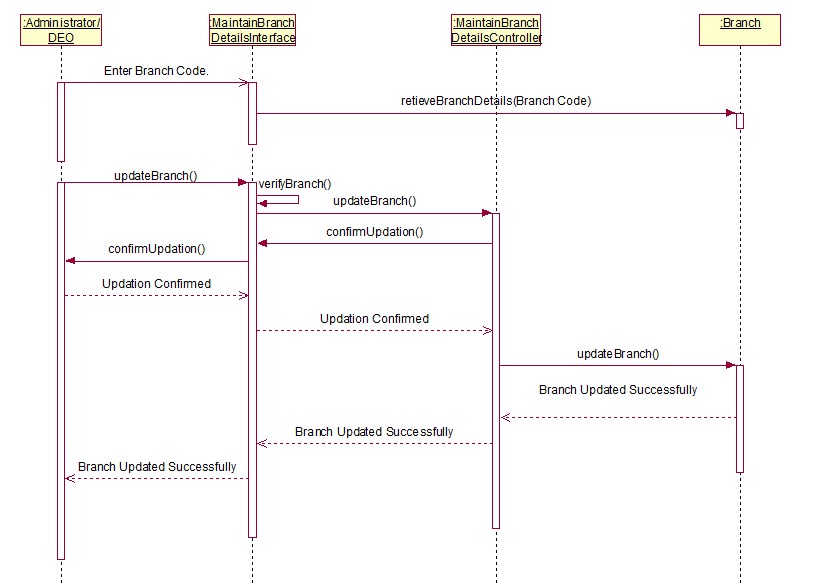 :Administrator/
DEO
:MaintainBranch
DetailsInterface
:MaintainBranch
DetailsController
:Branch
Enter Branch Code.
retieveBranchDetails(Branch Code)
updateBranch()
verifyBranch()
updateBranch()
confirmUpdation()
confirmUpdation()
Updation Confirmed
Updation Confirmed
updateBranch()
Branch Updated Successfully
Branch Updated Successfully
Branch Updated Successfully